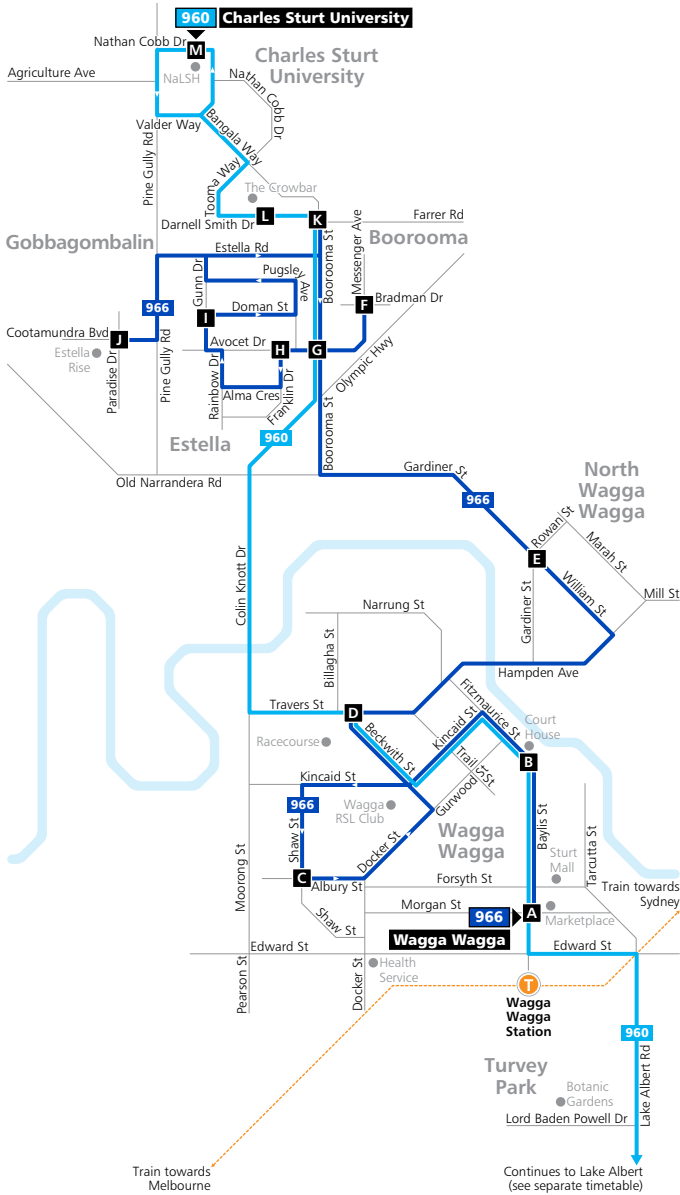 960 Charles Sturt University
Nathan Cobb Dr
M
NaLSH
Charles Sturt
University
Agriculture Ave
Nathan Cobb Dr
Valder Way
Bangala Way
Pine Gully Rd
Tooma Way
The Crowbar
L
K
Darnell Smith Dr
Farrer Rd
Gobbagombalin
Estella Rd
Boorooma St
Messenger Ave
Boorooma
Pugsley Ave
Gunn Dr
966
Doman St
I
F
Bradman Dr
Cootamundra Bvd
J
Avocet Dr
H
G
Olympic Hwy
Estella
Rise
Paradise Dr
Pine Gully Rd
Rainbow Dr
Alma Cres
Franklin Dr
Estella
960
Boorooma St
Old Narrandera Rd
Gardiner St
North
Wagga
Wagga
966
Rowan St
E
Marah St
William St
Gardiner St
Mill St
Colin Knott Dr
Narrung St
Billagha St
Hampden Ave
Travers St
D
Fitzmaurice St
Kincaid St
Beckwith St
Court
House
Racecourse
Trail St
B
Kincaid St
Gurwood St
966
Wagga
RSL Club
Shaw St
Docker St
Wagga
Wagga
Baylis St
Tarcutta St
Sturt
Mall
Moorong St
C
Albury St
Forsyth St
Train towards
Sydney
Morgan St
966
A
Marketplace
Shaw St
Wagga Wagga
Edward St
Edward St
Pearson St
Docker St
Health
Service
T
Wagga
Wagga
Station
960
Lake Albert Rd
Turvey
Park
Botanic
Gardens
Lord Baden Powell Dr
Train towards
Melbourne
Continues to Lake Albert
(see separate timetable)